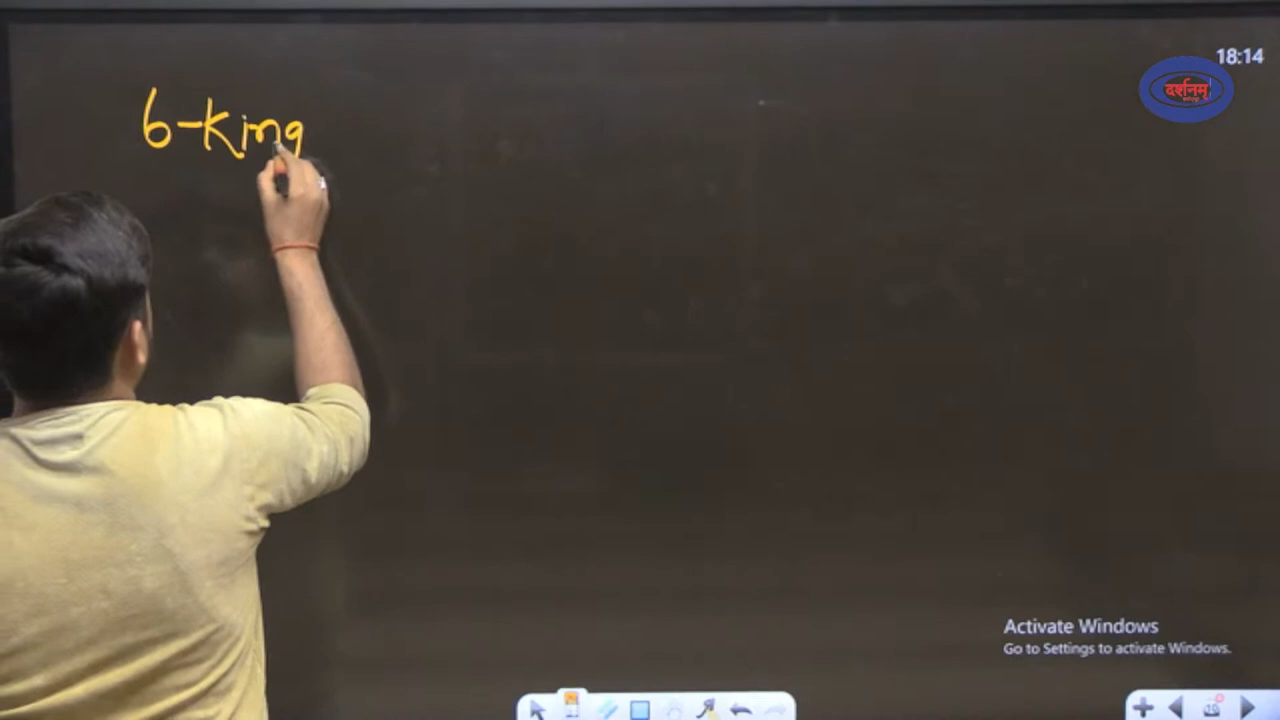 18:14
दर्शनम्
6-King
Activate Windows
Go to Settings to activate Windows.